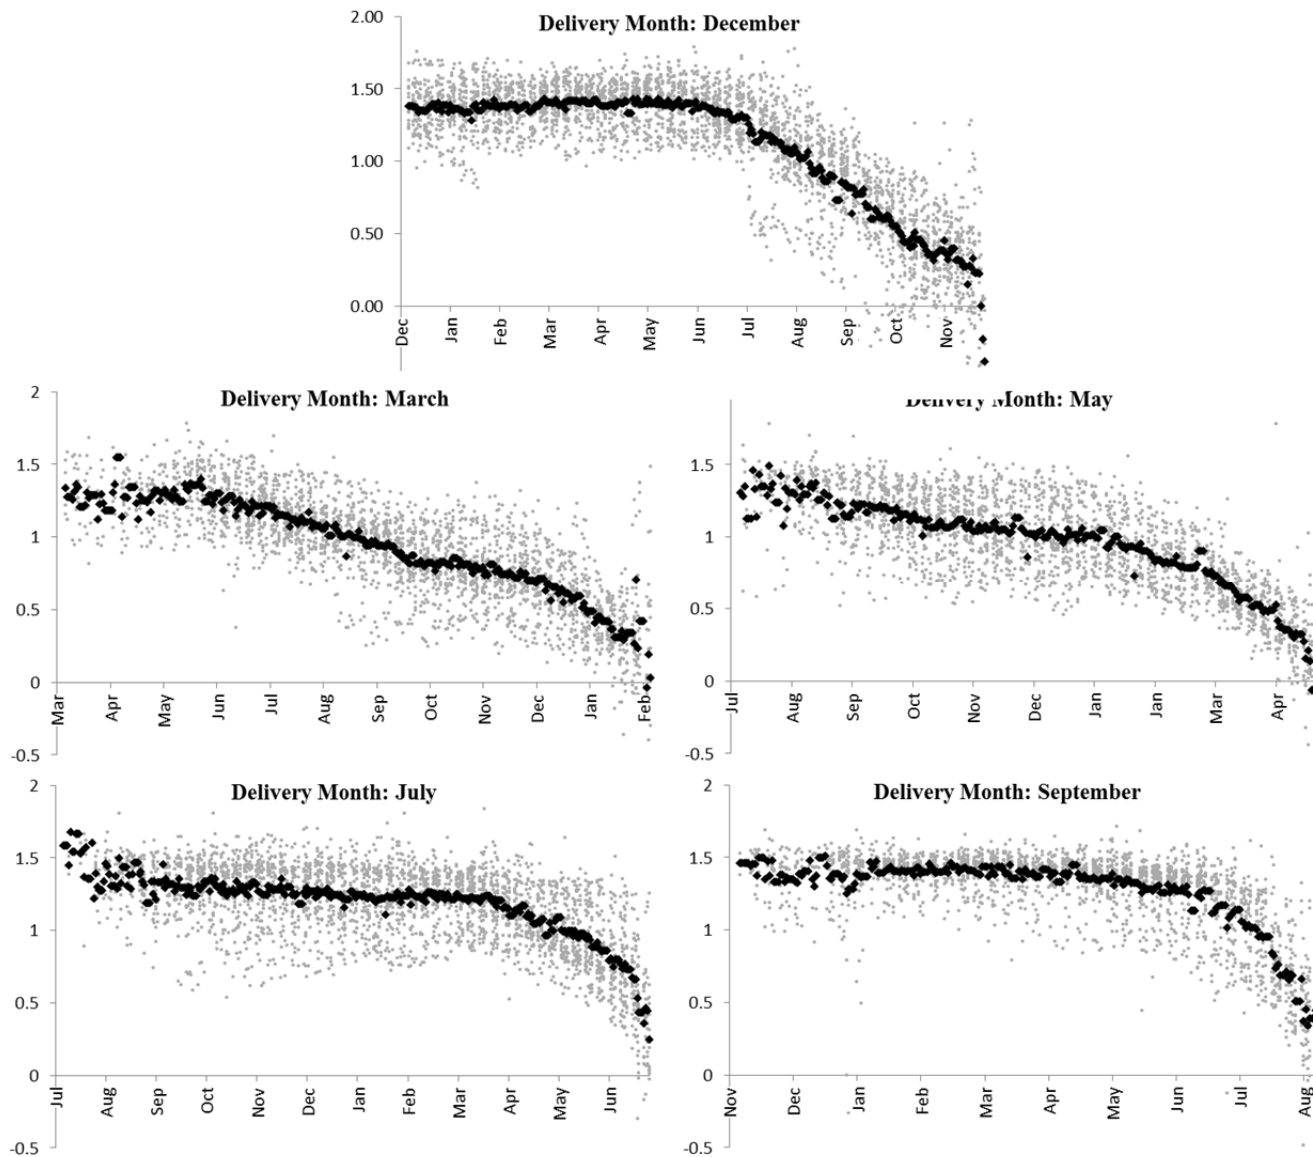 Delivery Month: December
2.00
1.50
1.00
0.50
0.00
Dec
Jan
Feb
Mar
Apr
May
Jun
Jul
Aug
Sep
Oct
Nov
Delivery Month: March
2
1.5
1
0.5
0
-0.5
Mar
Apr
May
Jun
Jul
Aug
Sep
Oct
Nov
Dec
Jan
Feb
Delivery Month: May
2
1.5
1
0.5
0
-0.5
Jul
Aug
Sep
Oct
Nov
Dec
Jan
Jan
Mar
Apr
Delivery Month: July
2
1.5
1
0.5
0
-0.5
Jul
Aug
Sep
Oct
Nov
Dec
Jan
Feb
Mar
Apr
May
Jun
Delivery Month: September
2
1.5
1
0.5
0
-0.5
Nov
Dec
Jan
Feb
Mar
Apr
May
Jun
Jul
Aug